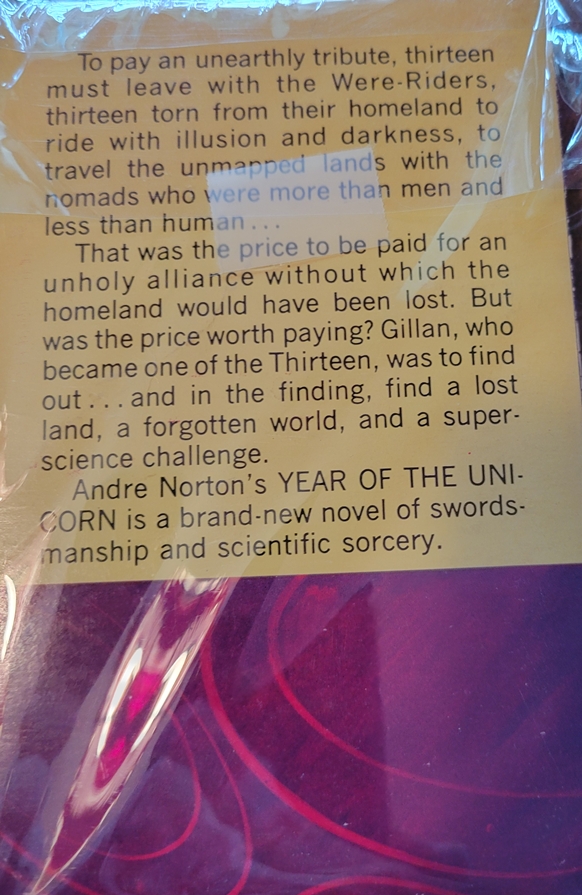 To pay an unearthly tribute, thirteen
must leave with the Were-Riders,
thirteen torn from their homeland to
ride with illusion and darkness, to
travel the unmapped lands with the
nomads who were more than men and
less than human...
That was the price to be paid for an
unholy alliance without which the
homeland would have been lost. But
was the price worth paying? Gillan, who
became one of the Thirteen, was to find
out...and in the finding, find a lost
land, a forgotten world, and a super-
science challenge.
Andre Norton's YEAR OF THE UNI-
CORN is a brand-new novel of swords-
manship and scientific sorcery.